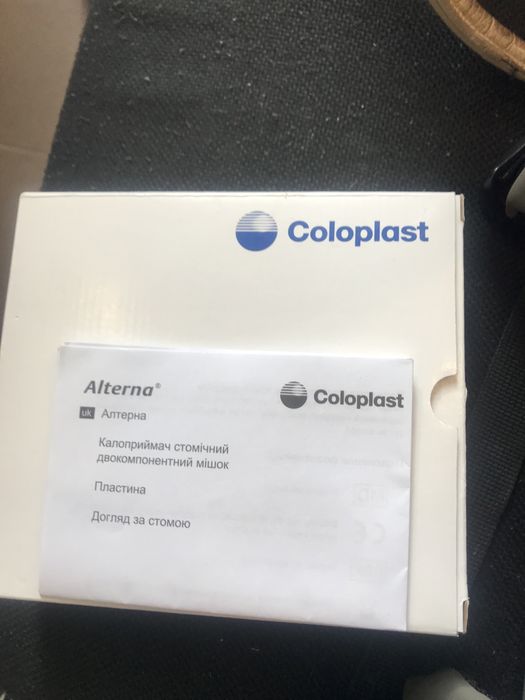 Coloplast
Alterna®
Coloplast
uk Алтерна
Калоприймач стомічний
двокомпонентний мішок
Пластина
Догляд за стомою